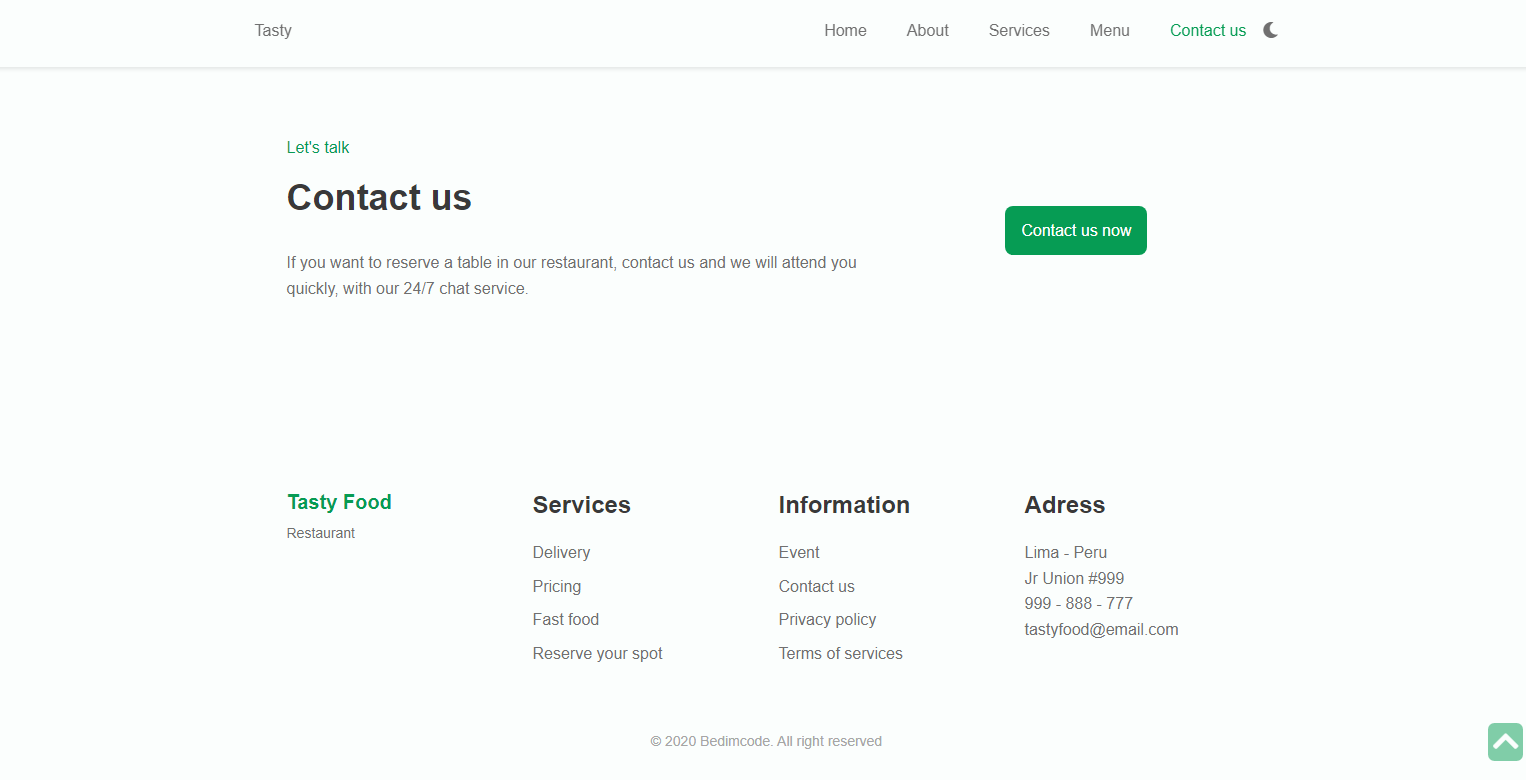 Tasty
Home
About
Services
Menu
Contact us
Let's talk
Contact us
If you want to reserve a table in our restaurant, contact us and we will attend you
quickly, with our 24/7 chat service.
Contact us now
Tasty Food
Restaurant
Services
Delivery
Pricing
Fast food
Reserve your spot
Information
Event
Contact us
Privacy policy
Terms of services
Adress
Lima - Peru
Jr Union #999
999 - 888 - 777
tastyfood@email.com
© 2020 Bedimcode. All right reserved